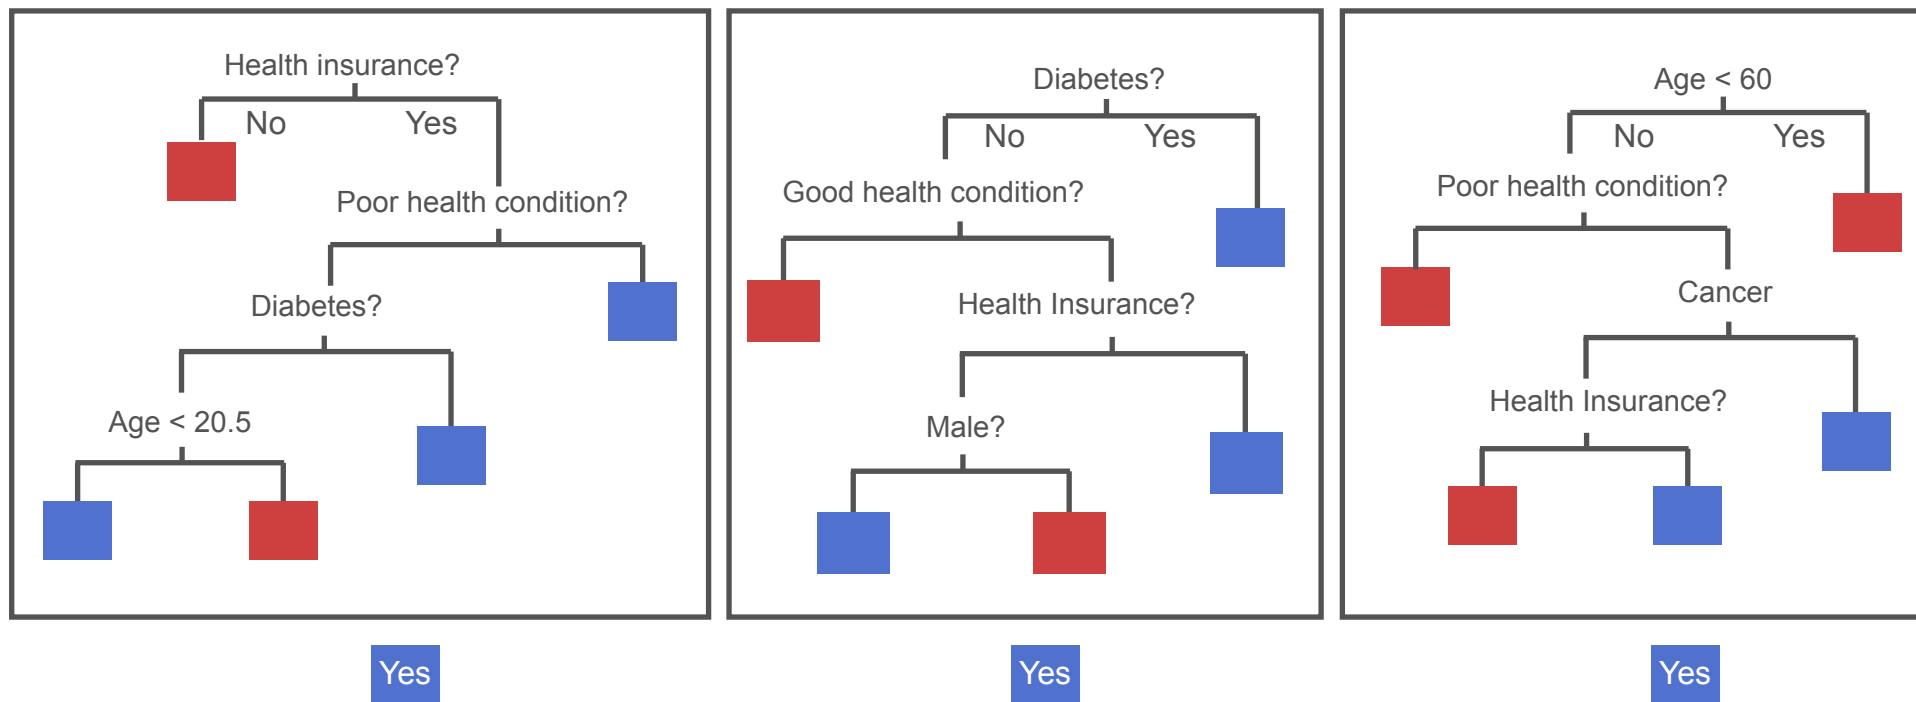 Health insurance?
No
Yes
Poor health condition?
Diabetes?
Age < 20.5
Yes
Diabetes?
No
Yes
Good health condition?
Health Insurance?
Male?
Yes
Age < 60
No
Yes
Poor health condition?
Cancer
Health Insurance?
Yes